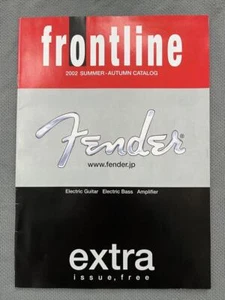 frontline
2002 SUMMER-AUTUMN CATALOG
Fender®
www.fender.jp
Electric Guitar Electric Bass Amplifier
extra
issue,free